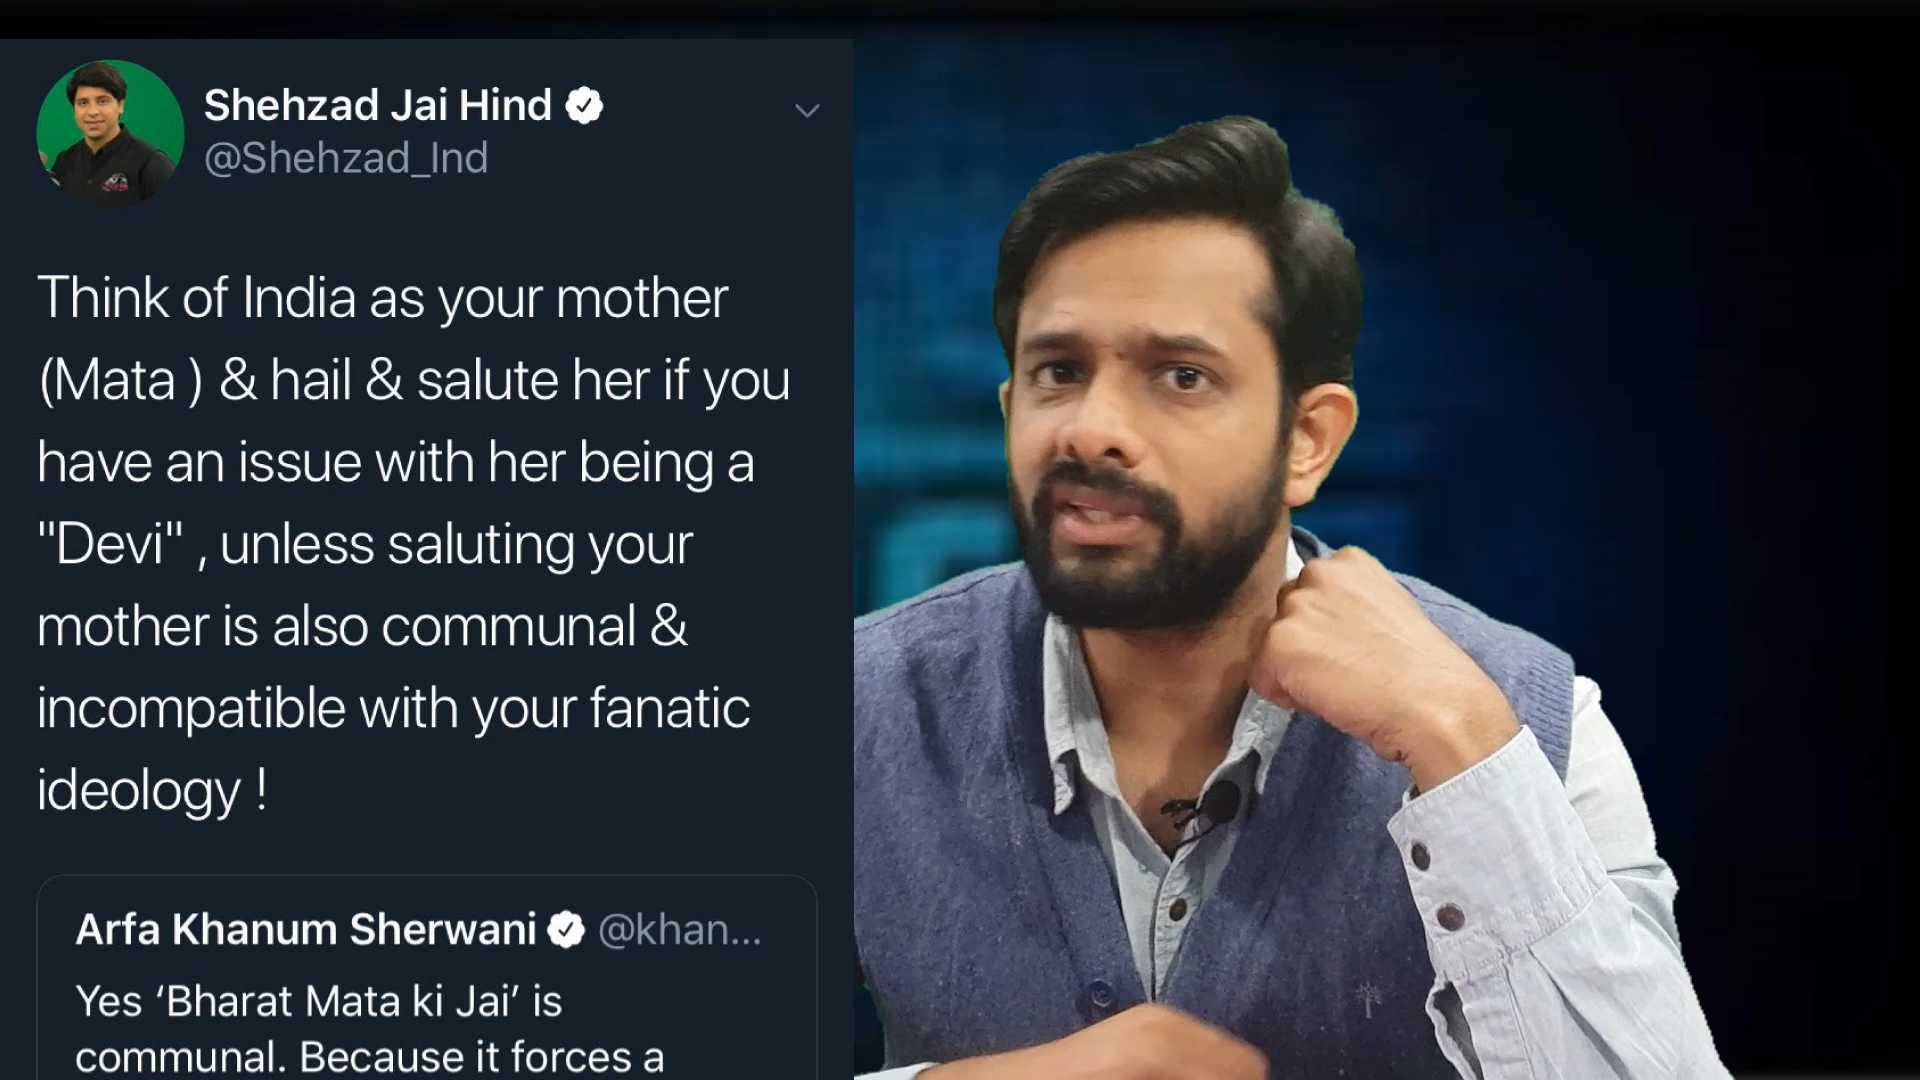 Shehzad Jai Hind
@Shehzad_Ind
Think of India as your mother
(Mata ) & hail & salute her if you
have an issue with her being a
"Devi" , unless saluting your
mother is also communal &
incompatible with your fanatic
ideology !
Arfa Khanum Sherwani @khan...
Yes ‘Bharat Mata ki Jai’ is
communal. Because it forces a